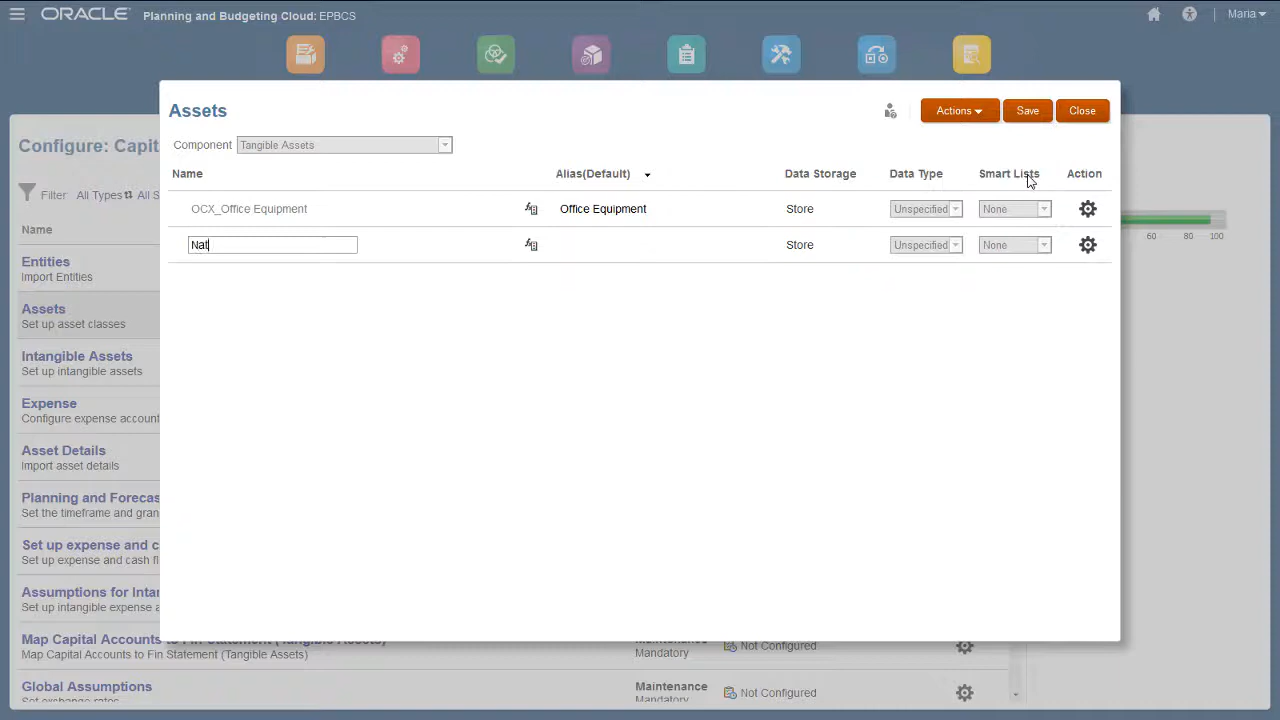 ORACLE Planning and Budgeting Cloud: EPBCS
Maria
Assets
Actions
Save
Close
Component Tangible Assets
Name Alias(Default) Data Storage Data Type Smart Lists Action
OCX_Office Equipment Office Equipment Store Unspecified None
Nat Store Unspecified None
Configure: Capit
Filter: All Types All S
Name
Entities
Import Entities
Assets
Set up asset classes
Intangible Assets
Set up intangible assets
Expense
Configure expense account
Asset Details
Import asset details
Planning and Forecas
Set the timeframe and gran
Set up expense and c
Set up expense and cash fl
Assumptions for Intan
Set up intangible expense a
Map Capital Accounts to Fin Statement (Tangible Assets)
Map Capital Accounts to Fin Statement (Tangible Assets)
Maintenance
Mandatory
Not Configured
Global Assumptions
Set exchange rates
Maintenance
Mandatory
Not Configured
60 80 100